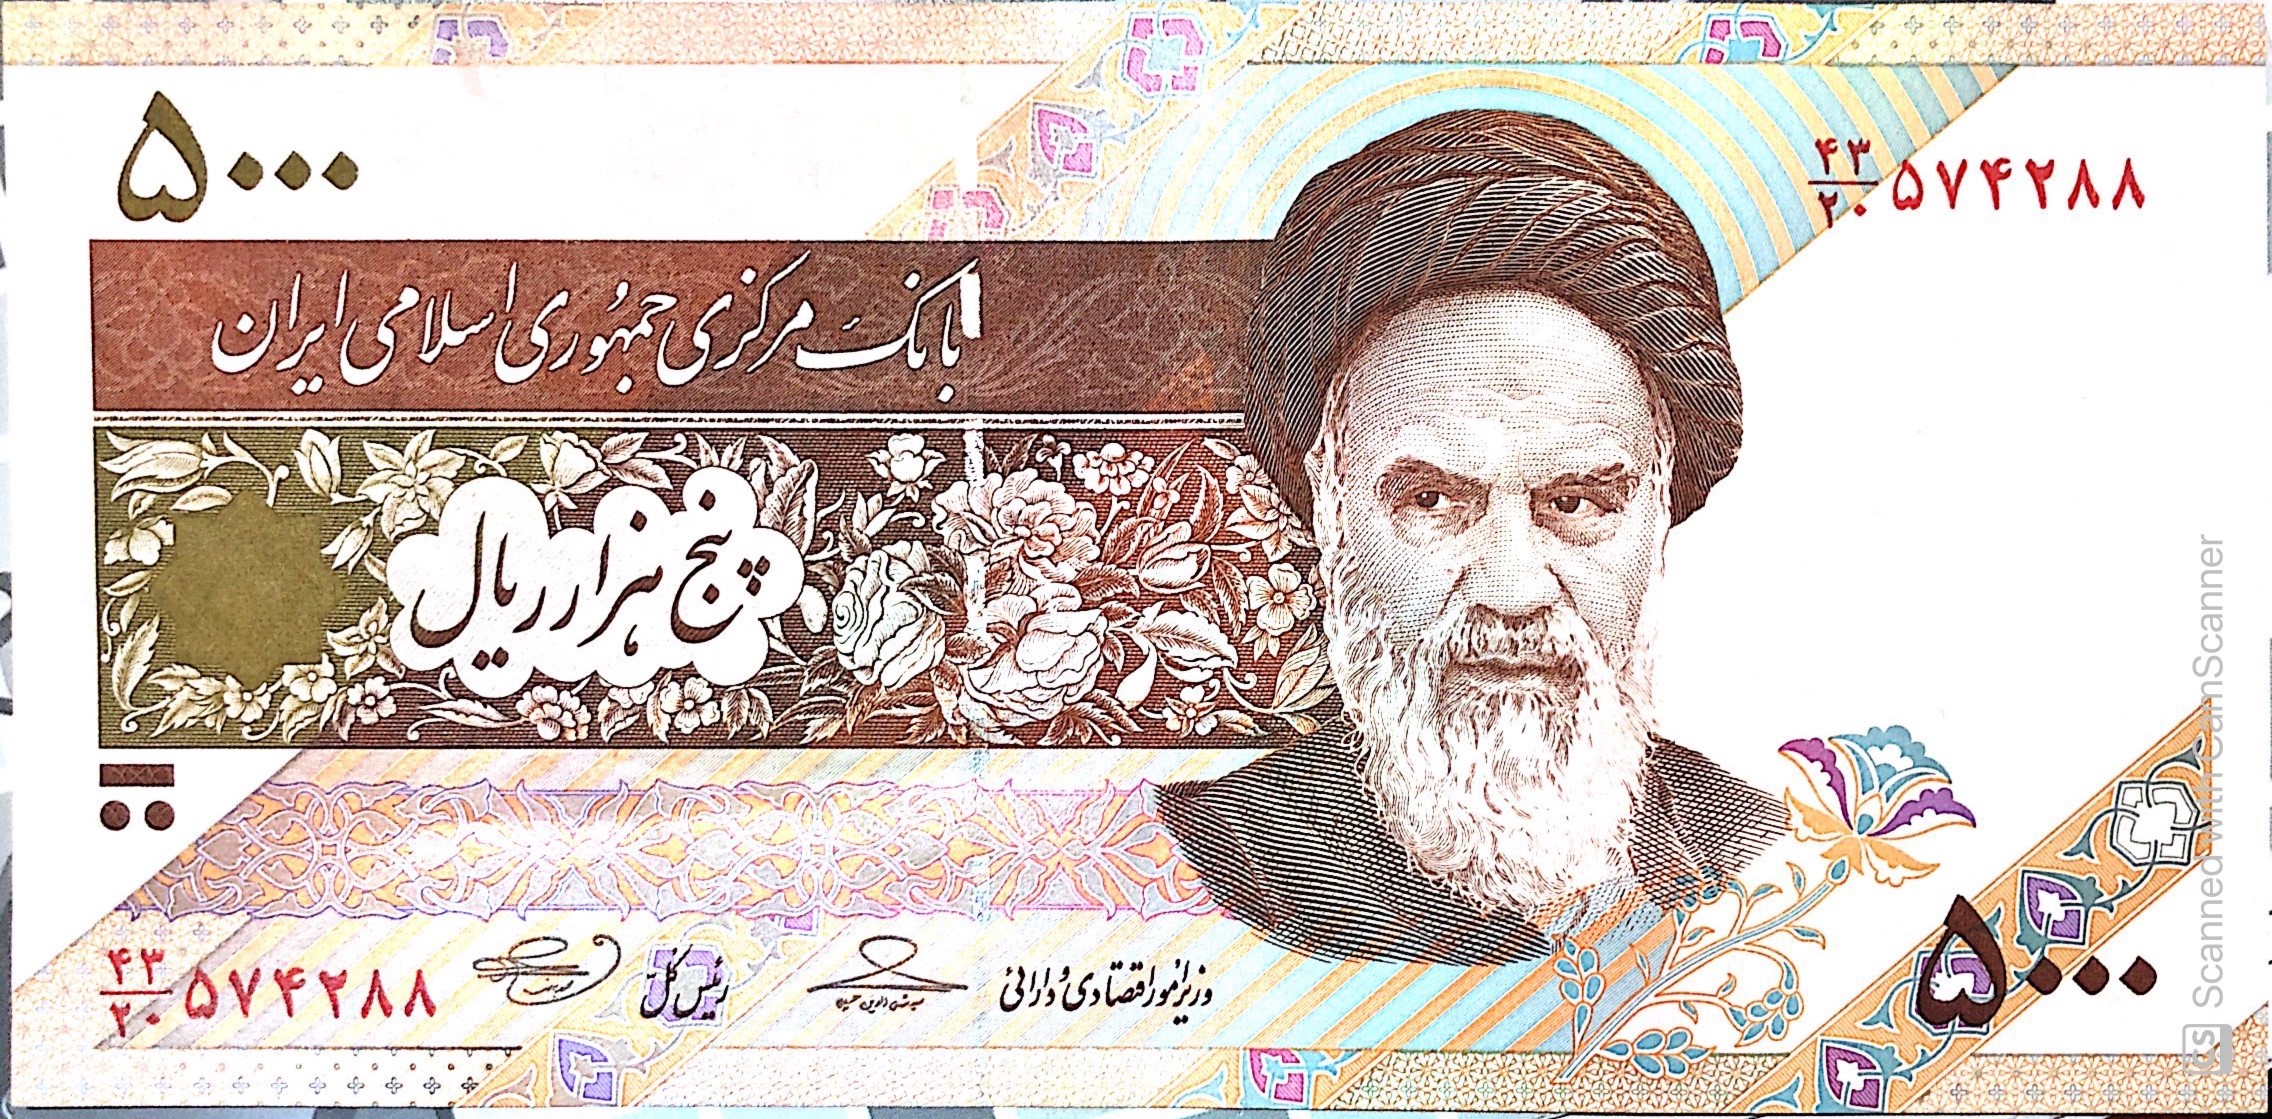 ۵۰۰۰
۴۳/۲۰ ۵۷۴۲۸۸
بانک مرکزی جمهوری اسلامی ایران
پنج هزار ریال
۴۳/۲۰ ۵۷۴۲۸۸
رئیس کل
وزیر امور اقتصادی و دارائی
۵۰۰۰
CS Scanned with CamScanner